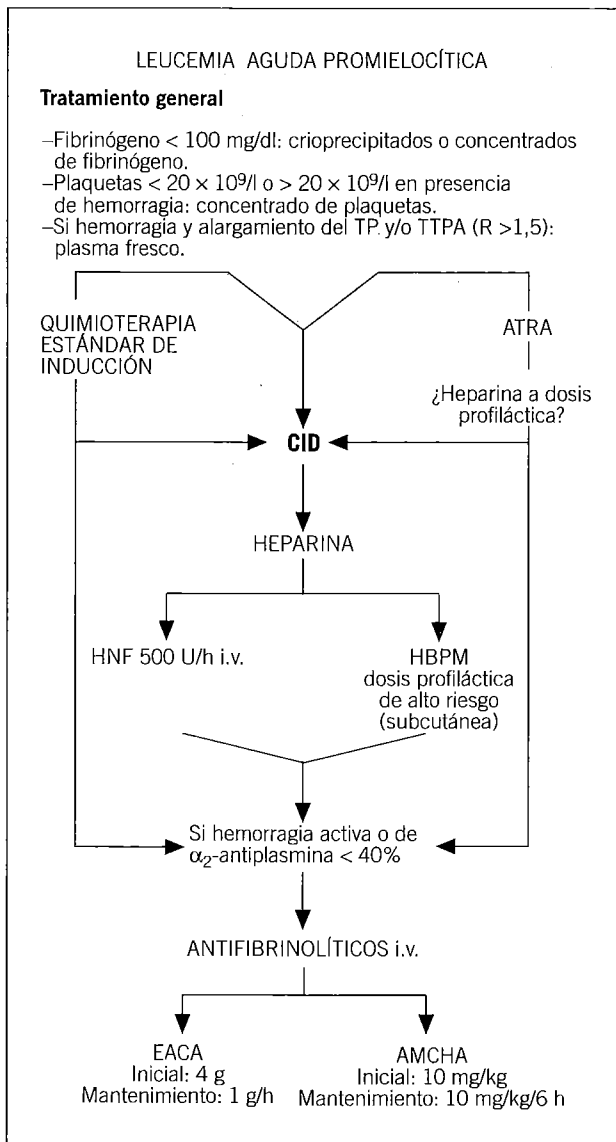 LEUCEMIA AGUDA PROMIELOCÍTICA
Tratamiento general
–Fibrinógeno < 100 mg/dl: crioprecipitados o concentrados
de fibrinógeno.
–Plaquetas < 20 × 10⁹/l o > 20 × 10⁹/l en presencia
de hemorragia: concentrado de plaquetas.
–Si hemorragia y alargamiento del TP y/o TTPA (R >1,5):
plasma fresco.
QUIMIOTERAPIA
ESTÁNDAR DE
INDUCCIÓN
ATRA
¿Heparina a dosis
profiláctica?
CID
HEPARINA
HNF 500 U/h i.v.
HBPM
dosis profiláctica
de alto riesgo
(subcutánea)
Si hemorragia activa o de
α₂-antiplasmina < 40%
ANTIFIBRINOLÍTICOS i.v.
EACA
Inicial: 4 g
Mantenimiento: 1 g/h
AMCHA
Inicial: 10 mg/kg
Mantenimiento: 10 mg/kg/6 h